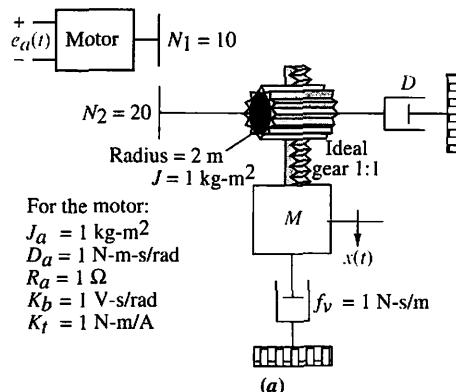 +
e_a(t)
−
Motor
N₁ = 10
N₂ = 20
D
Radius = 2 m
J = 1 kg-m²
Ideal
gear 1:1
M
x(t)
For the motor:
J_a = 1 kg-m²
D_a = 1 N-m-s/rad
R_a = 1 Ω
K_b = 1 V-s/rad
K_t = 1 N-m/A
f_v = 1 N-s/m
(a)